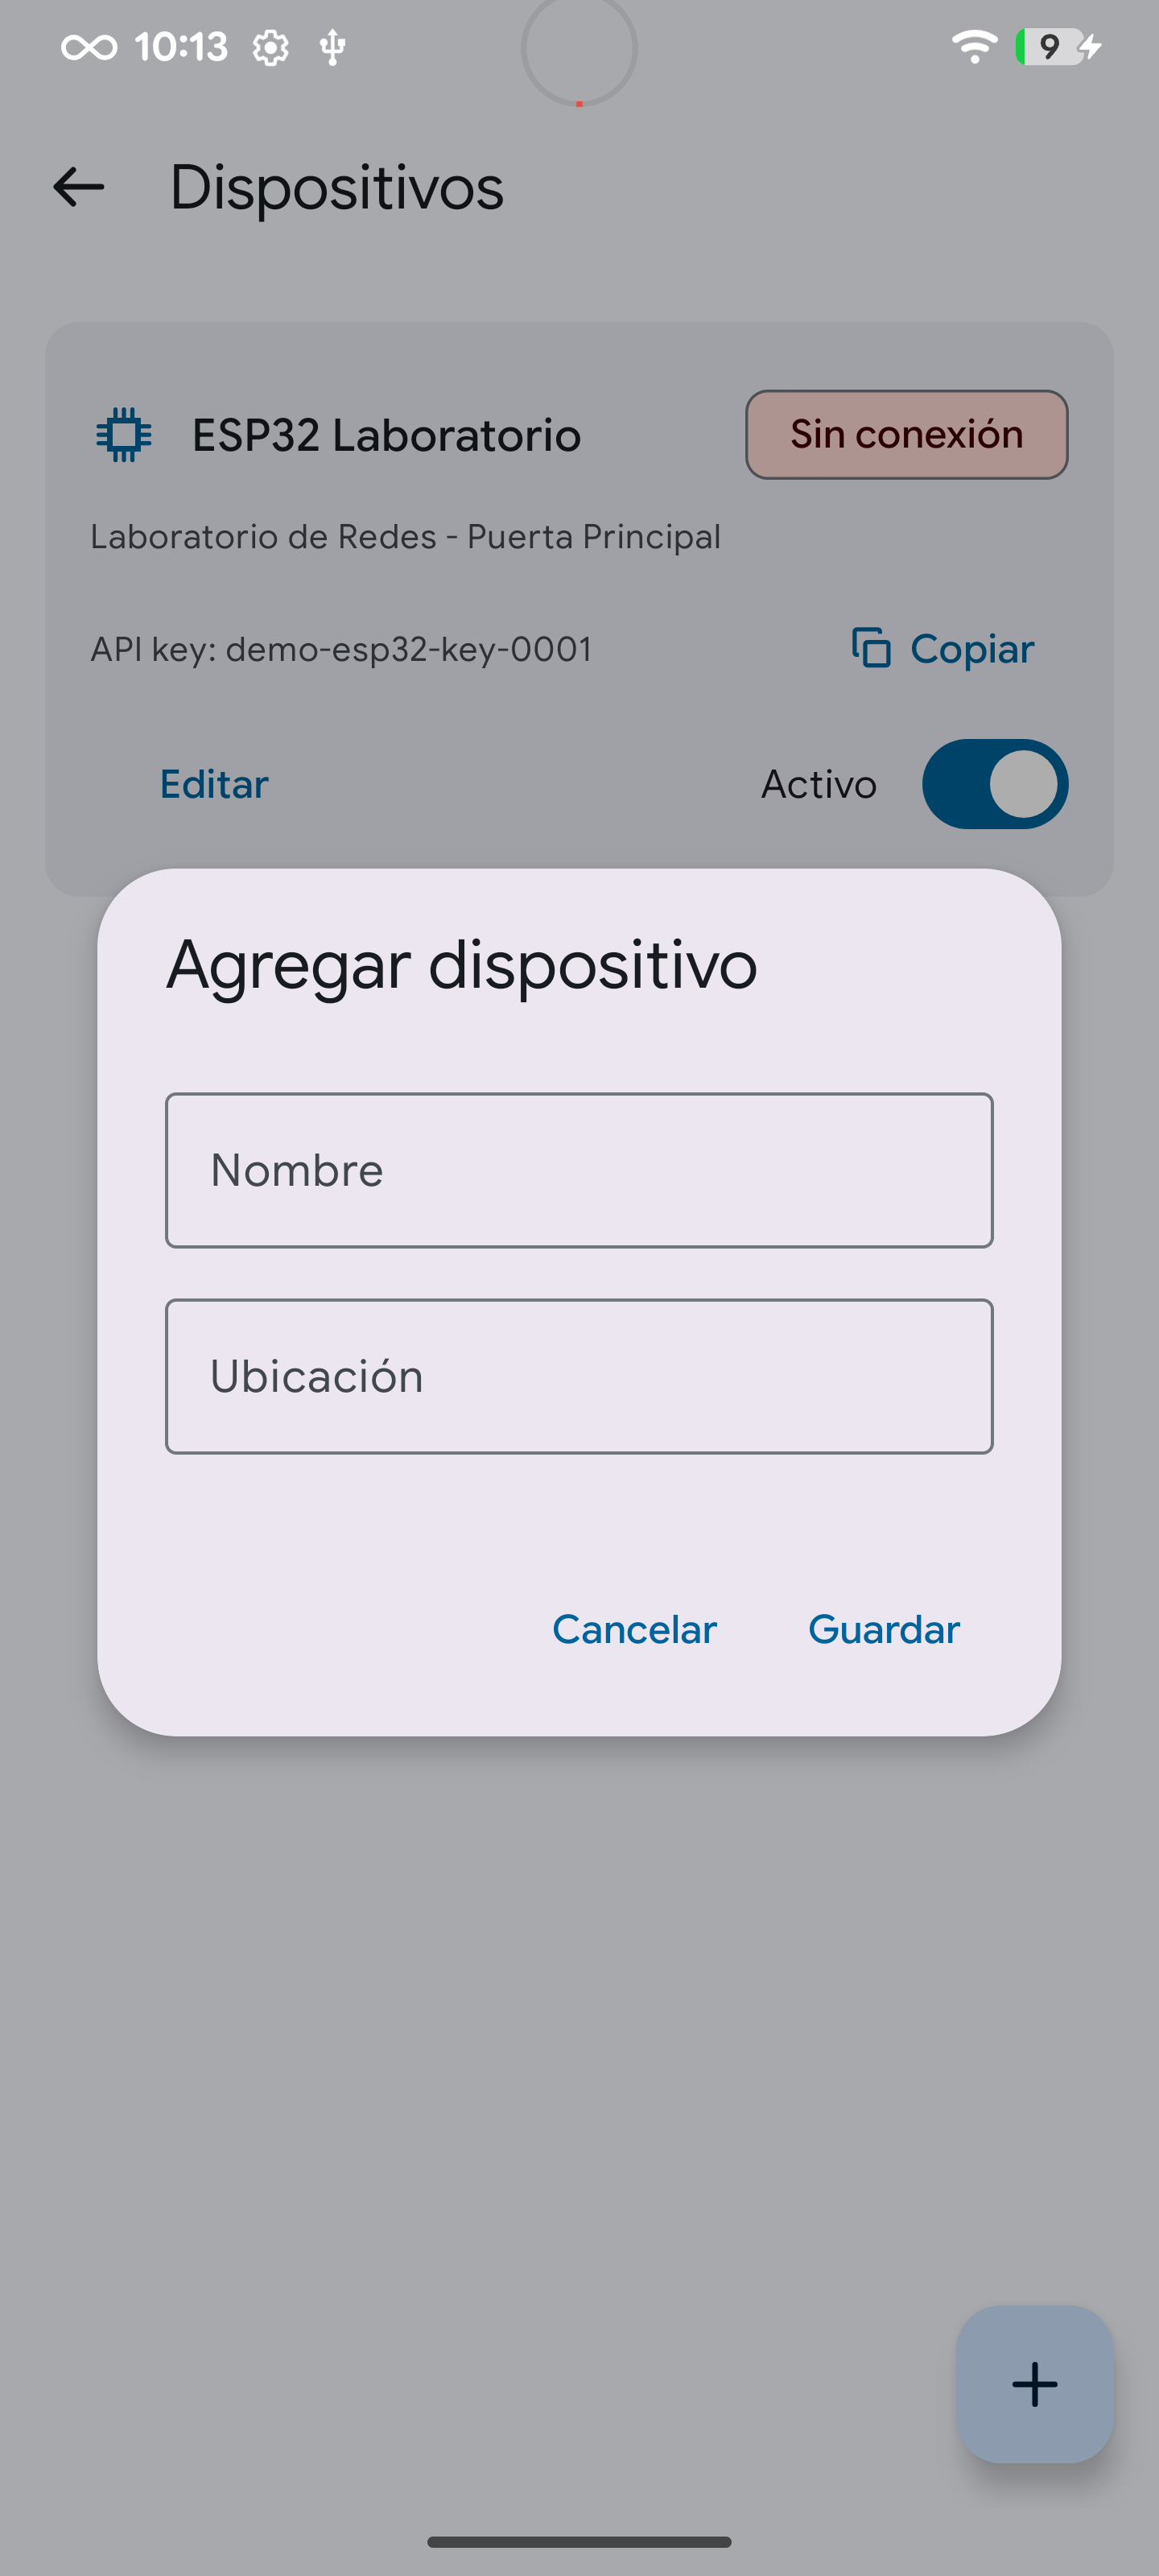 10:13
9
Dispositivos
ESP32 Laboratorio
Sin conexión
Laboratorio de Redes - Puerta Principal
API key: demo-esp32-key-0001
Copiar
Editar
Activo
Agregar dispositivo
Nombre
Ubicación
Cancelar
Guardar